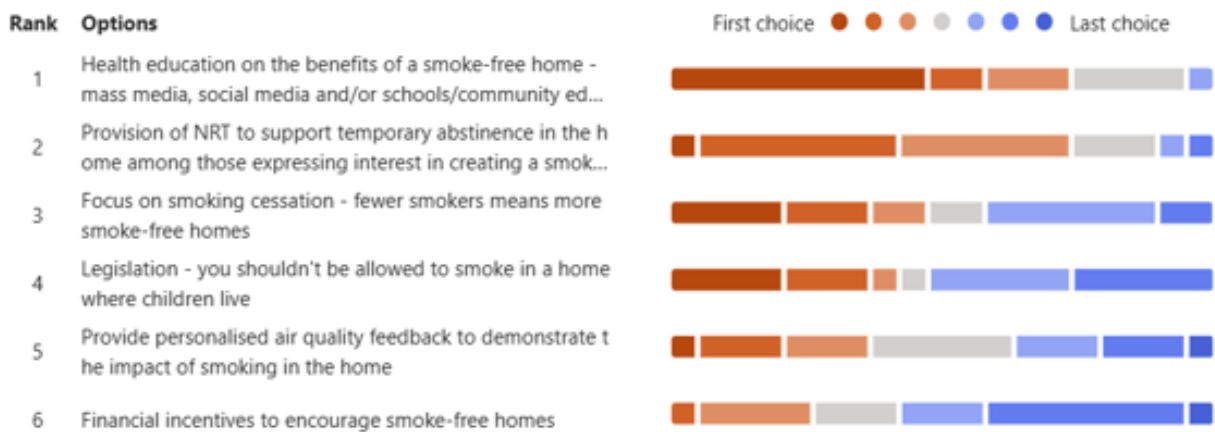 Rank Options First choice Last choice
1 Health education on the benefits of a smoke-free home -
mass media, social media and/or schools/community ed...
2 Provision of NRT to support temporary abstinence in the h
ome among those expressing interest in creating a smok...
3 Focus on smoking cessation - fewer smokers means more
smoke-free homes
4 Legislation - you shouldn't be allowed to smoke in a home
where children live
5 Provide personalised air quality feedback to demonstrate t
he impact of smoking in the home
6 Financial incentives to encourage smoke-free homes